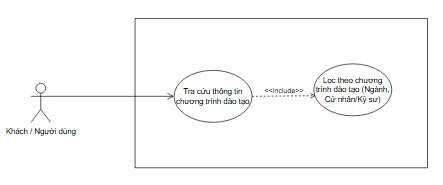 Khách / Người dùng
Tra cứu thông tin
chương trình đào tạo
<<include>>
Lọc theo chương
trình đào tạo (Ngành,
Cử nhân/Kỹ sư)